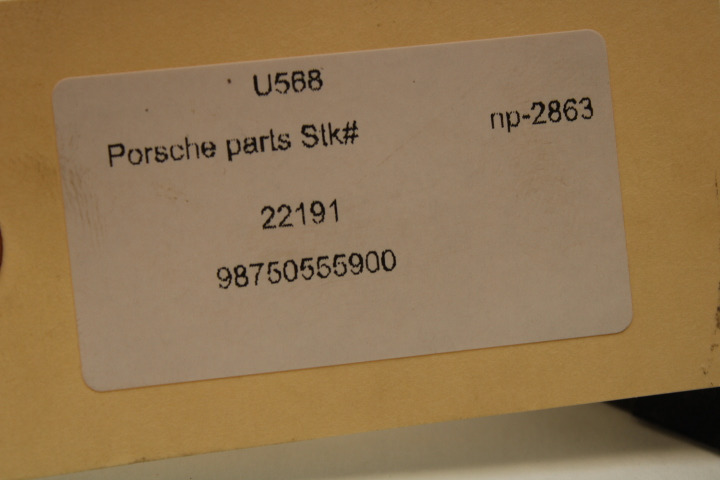 U568
Porsche parts Stk#
np-2863
22191
98750555900